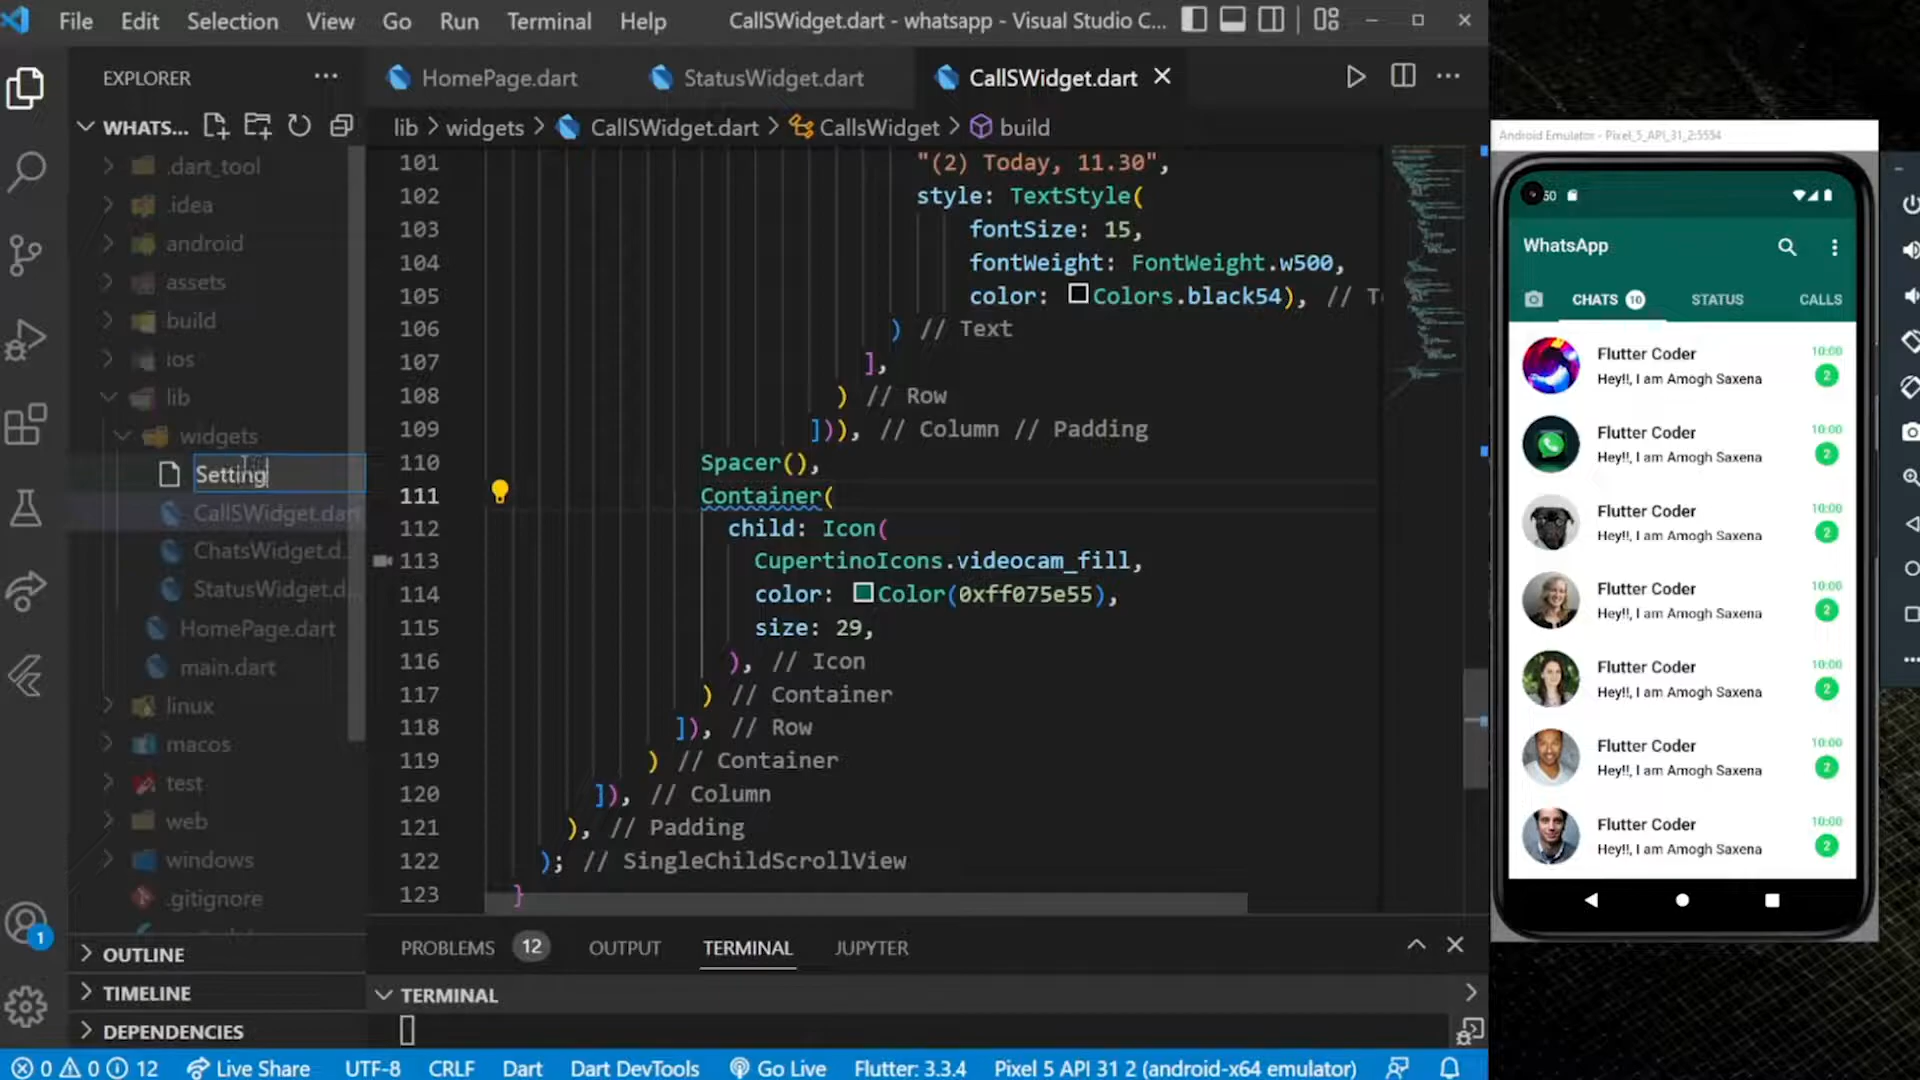 File Edit Selection View Go Run Terminal Help CallSWidget.dart - whatsapp - Visual Studio C...
EXPLORER
WHATS...
.dart_tool
.idea
android
assets
build
ios
lib
widgets
Setting
CallSWidget.dart
ChatsWidget.d...
StatusWidget.d...
HomePage.dart
main.dart
linux
macos
test
web
windows
.gitignore
OUTLINE
TIMELINE
DEPENDENCIES
1
HomePage.dart StatusWidget.dart CallSWidget.dart
lib > widgets > CallSWidget.dart > CallsWidget > build
101 "(2) Today, 11.30",
102 style: TextStyle(
103 fontSize: 15,
104 fontWeight: FontWeight.w500,
105 color: Colors.black54), // T
106 ) // Text
107 ],
108 ) // Row
109 ])), // Column // Padding
110 Spacer(),
111 Container(
112 child: Icon(
113 CupertinoIcons.videocam_fill,
114 color: Color(0xff075e55),
115 size: 29,
116 ), // Icon
117 ) // Container
118 ]), // Row
119 ) // Container
120 ]), // Column
121 ), // Padding
122 ); // SingleChildScrollView
123 }
PROBLEMS 12 OUTPUT TERMINAL JUPYTER
TERMINAL
0 0 12 Live Share UTF-8 CRLF Dart Dart DevTools Go Live Flutter: 3.3.4 Pixel 5 API 31 2 (android-x64 emulator)
Android Emulator - Pixel_5_API_31_2:5554
:50
WhatsApp
CHATS 10 STATUS CALLS
Flutter Coder 10:00
Hey!!, I am Amogh Saxena 2
Flutter Coder 10:00
Hey!!, I am Amogh Saxena 2
Flutter Coder 10:00
Hey!!, I am Amogh Saxena 2
Flutter Coder 10:00
Hey!!, I am Amogh Saxena 2
Flutter Coder 10:00
Hey!!, I am Amogh Saxena 2
Flutter Coder 10:00
Hey!!, I am Amogh Saxena 2
Flutter Coder 10:00
Hey!!, I am Amogh Saxena 2